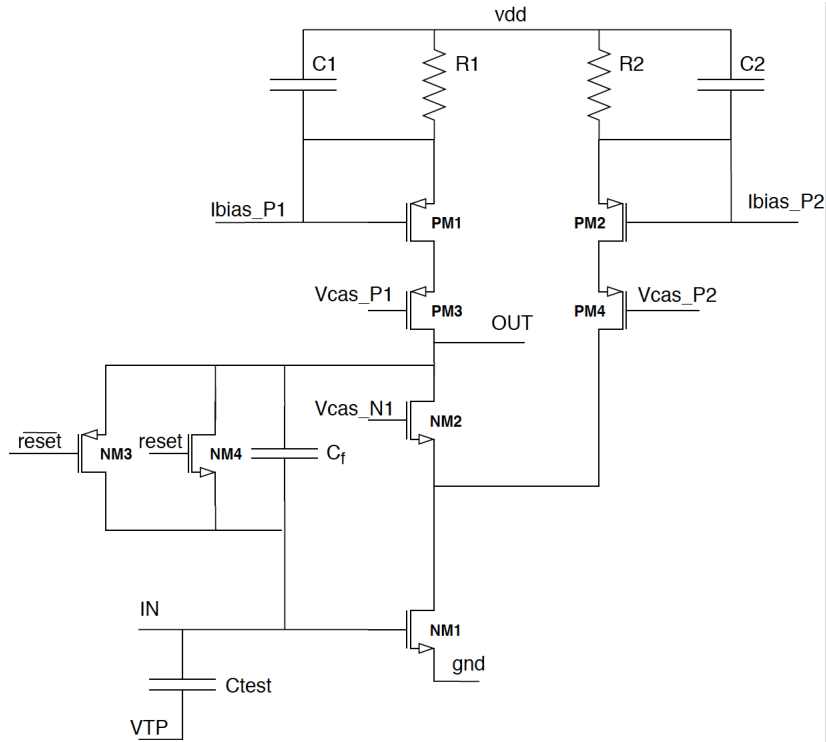 vdd
C1
R1
R2
C2
Ibias_P1
PM1
PM2
Ibias_P2
Vcas_P1
PM3
PM4
Vcas_P2
OUT
Vcas_N1
NM2
reset
NM3
reset
NM4
Cf
IN
NM1
gnd
Ctest
VTP